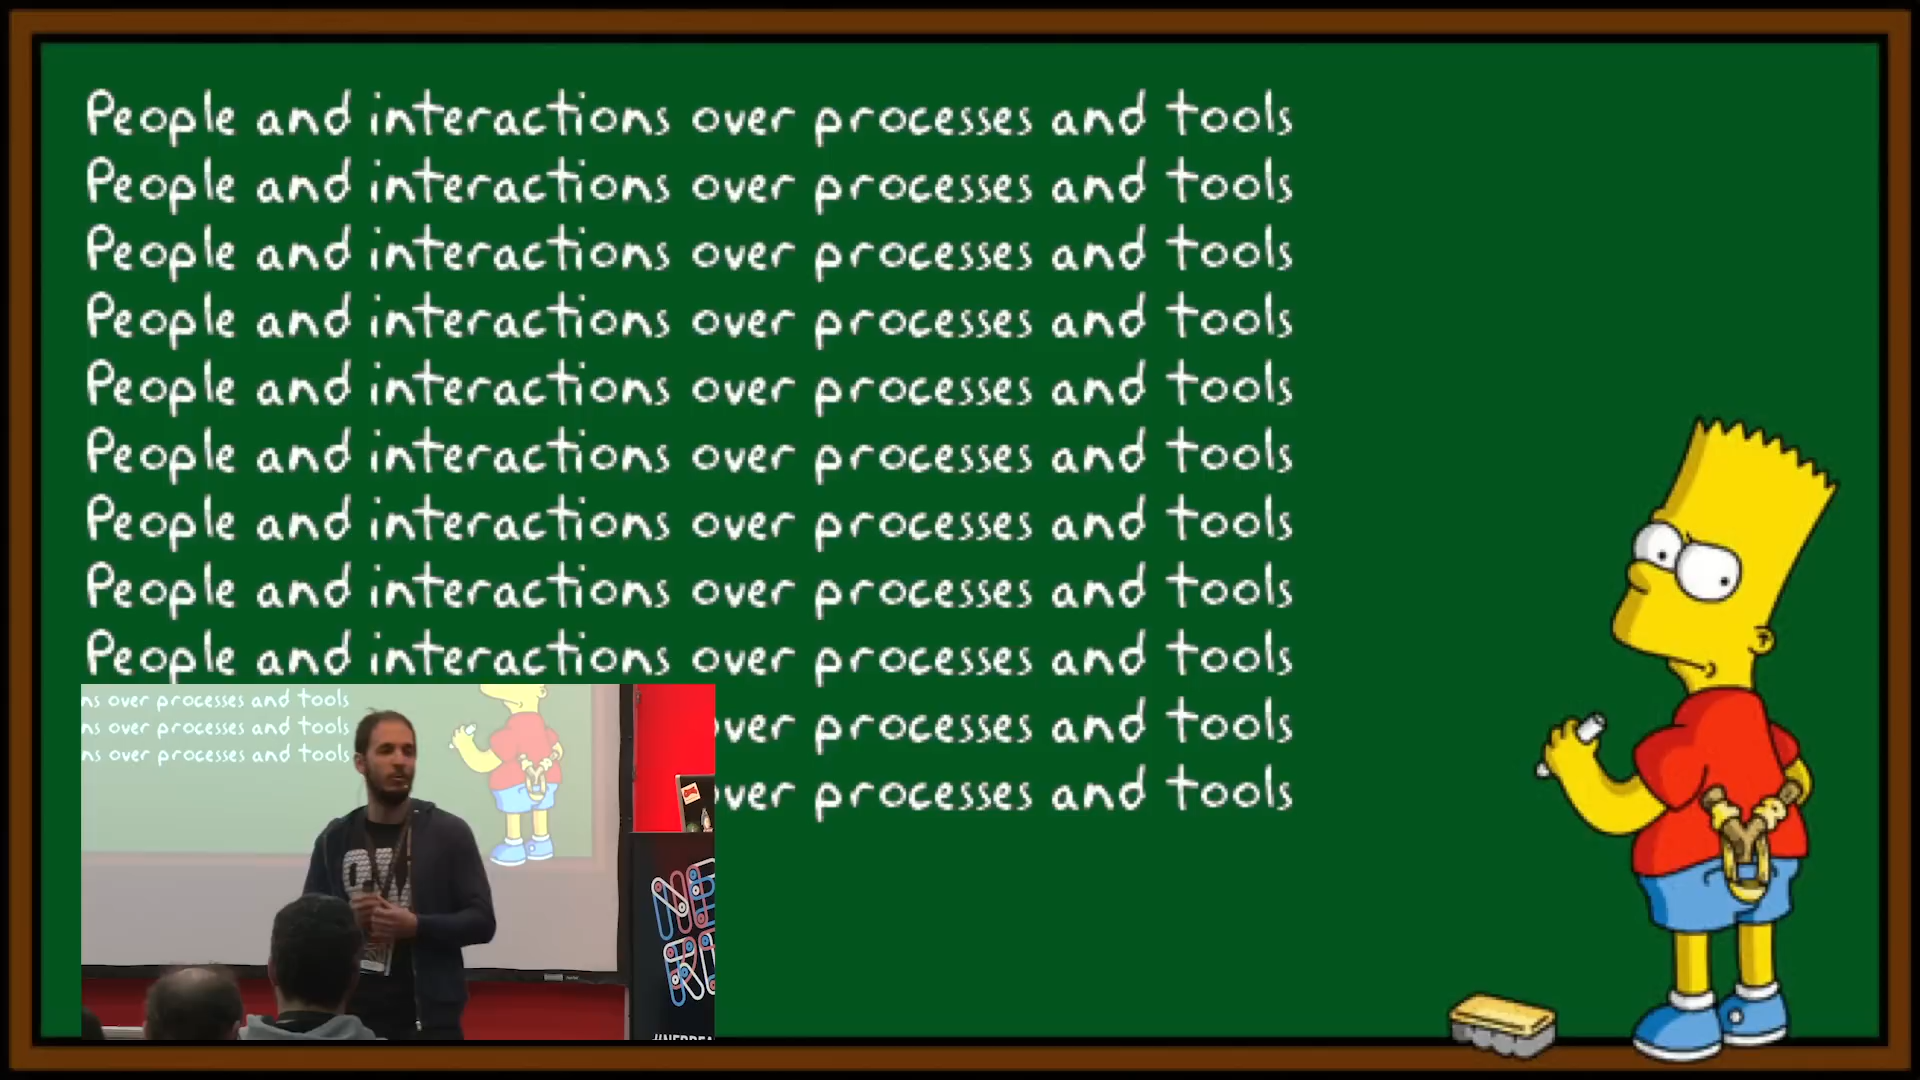 People and interactions over processes and tools
People and interactions over processes and tools
People and interactions over processes and tools
People and interactions over processes and tools
People and interactions over processes and tools
People and interactions over processes and tools
People and interactions over processes and tools
People and interactions over processes and tools
People and interactions over processes and tools
over processes and tools
over processes and tools
ns over processes and tools
ns over processes and tools
ns over processes and tools